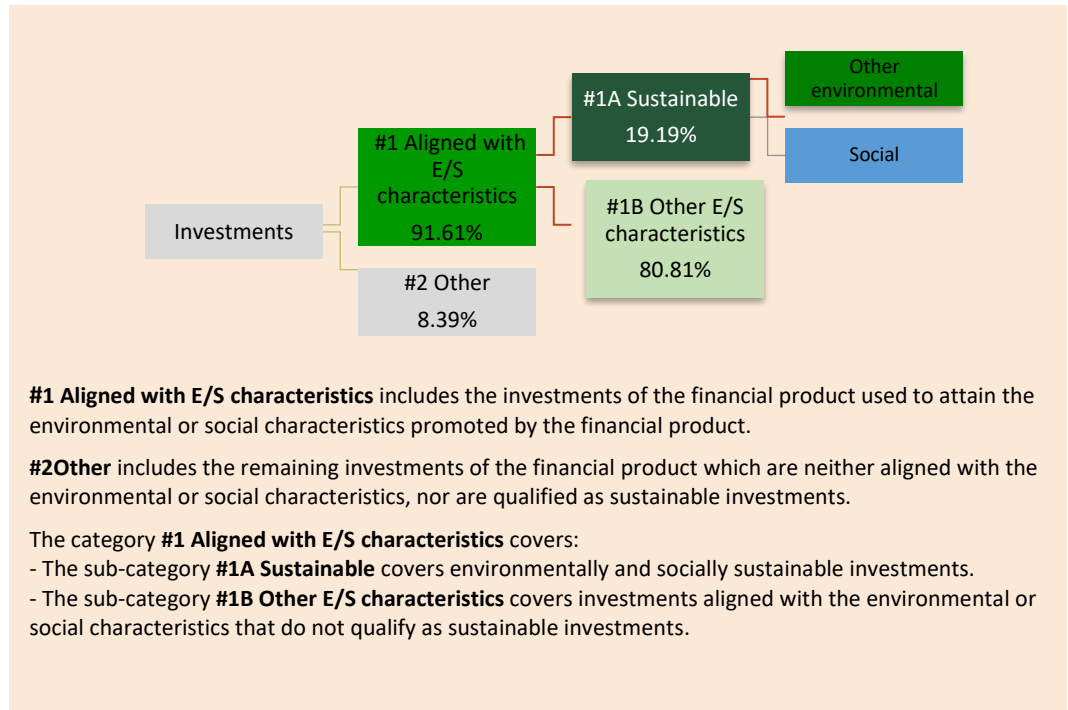 Investments
#1 Aligned with
E/S
characteristics
91.61%
#2 Other
8.39%
#1A Sustainable
19.19%
#1B Other E/S
characteristics
80.81%
Other
environmental
Social
#1 Aligned with E/S characteristics includes the investments of the financial product used to attain the
environmental or social characteristics promoted by the financial product.
#2Other includes the remaining investments of the financial product which are neither aligned with the
environmental or social characteristics, nor are qualified as sustainable investments.
The category #1 Aligned with E/S characteristics covers:
- The sub-category #1A Sustainable covers environmentally and socially sustainable investments.
- The sub-category #1B Other E/S characteristics covers investments aligned with the environmental or
social characteristics that do not qualify as sustainable investments.